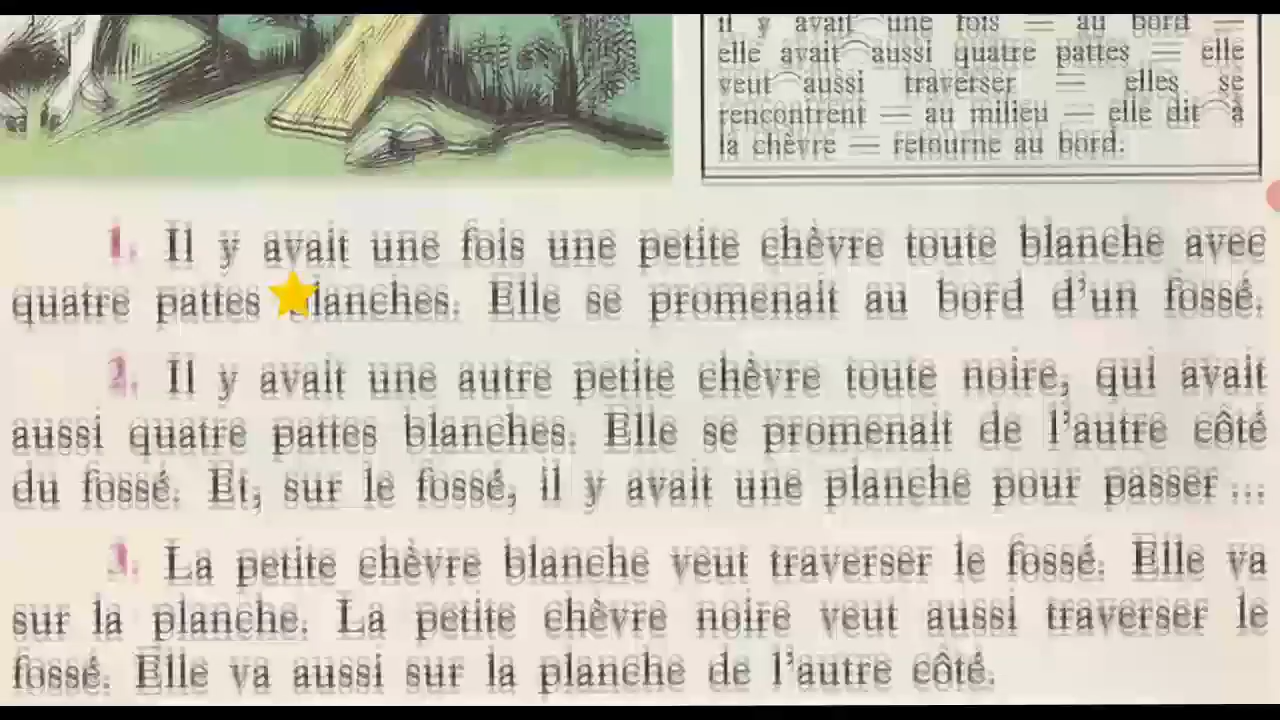 il y avait une fois = au bord =
elle avait aussi quatre pattes = elle
veut aussi traverser = elles se
rencontrent = au milieu = elle dit à
la chèvre = retourne au bord.
1. Il y avait une fois une petite chèvre toute blanche avec
quatre pattes blanches. Elle se promenait au bord d'un fossé.
2. Il y avait une autre petite chèvre toute noire, qui avait
aussi quatre pattes blanches. Elle se promenait de l'autre côté
du fossé. Et, sur le fossé, il y avait une planche pour passer ...
3. La petite chèvre blanche veut traverser le fossé. Elle va
sur la planche. La petite chèvre noire veut aussi traverser le
fossé. Elle va aussi sur la planche de l'autre côté.